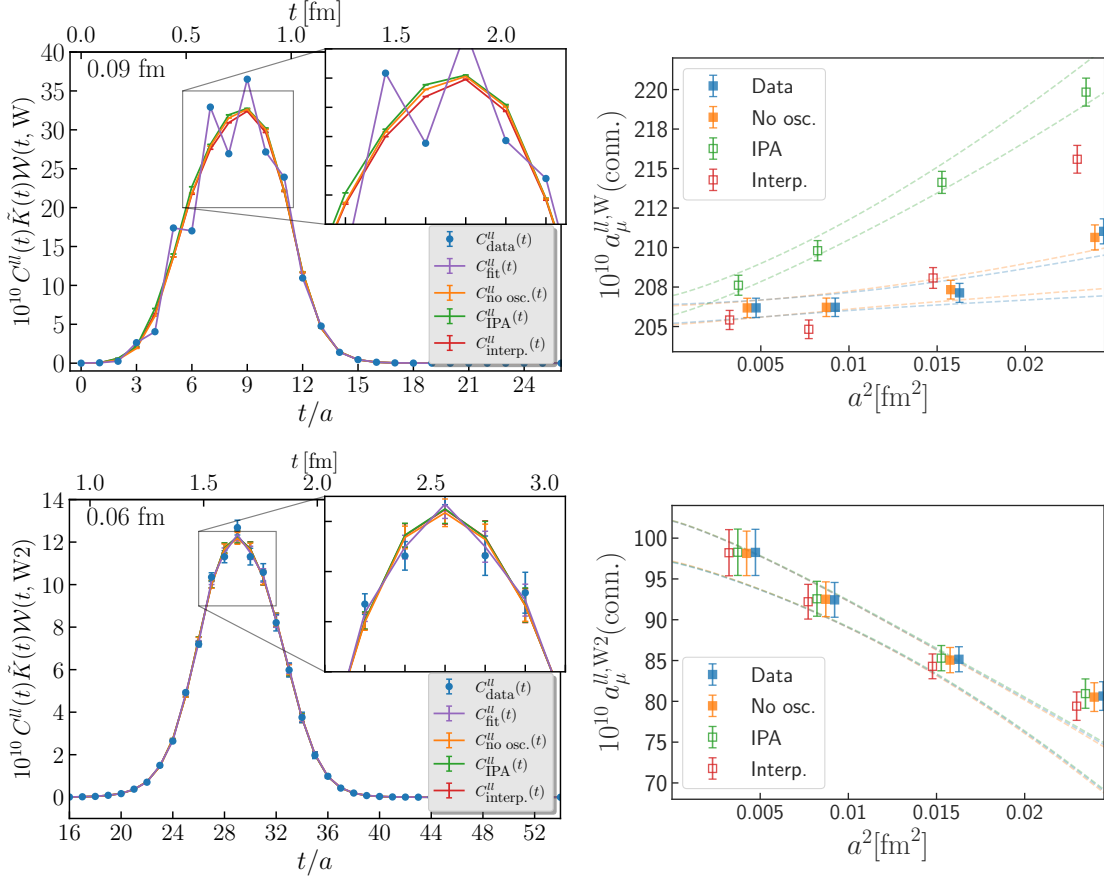 t [fm]
0.0 0.5 1.0 1.5 2.0
0.09 fm
10^10 C^ll(t)K̃(t)𝒲(t, W)
40
35
30
25
20
15
10
5
0
C^ll_data(t)
C^ll_fit(t)
C^ll_no osc.(t)
C^ll_IPA(t)
C^ll_interp.(t)
0 3 6 9 12 15 18 21 24
t/a
10^10 a_μ^ll,W(conn.)
220
218
215
212
210
207
206
205
Data
No osc.
IPA
Interp.
0.005 0.01 0.015 0.02
a^2[fm^2]
t [fm]
1.0 1.5 2.0 2.5 3.0
0.06 fm
10^10 C^ll(t)K̃(t)𝒲(t, W2)
14
12
10
8
6
4
2
0
C^ll_data(t)
C^ll_fit(t)
C^ll_no osc.(t)
C^ll_IPA(t)
C^ll_interp.(t)
16 20 24 28 32 36 40 44 48 52
t/a
10^10 a_μ^ll,W2(conn.)
100
95
90
85
80
75
70
Data
No osc.
IPA
Interp.
0.005 0.01 0.015 0.02
a^2[fm^2]